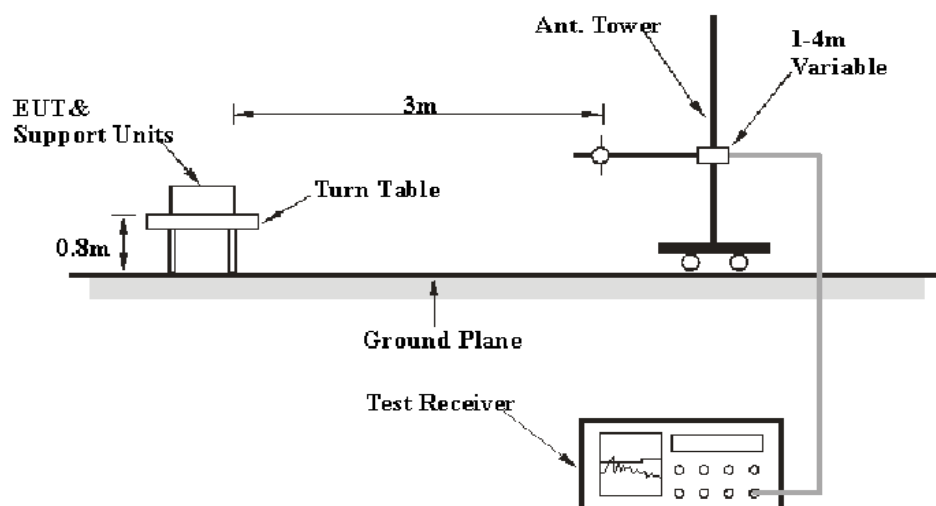 Ant. Tower
1-4m
Variable
EUT &
Support Units
3m
Turn Table
0.8m
Ground Plane
Test Receiver